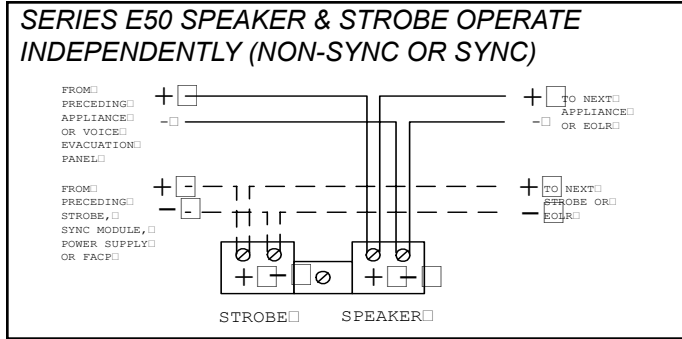 SERIES E50 SPEAKER & STROBE OPERATE
INDEPENDENTLY (NON-SYNC OR SYNC)
FROM
PRECEDING
APPLIANCE
OR VOICE
EVACUATION
PANEL
+
-
+
-
TO NEXT
APPLIANCE
OR EOLR
FROM
PRECEDING
STROBE,
SYNC MODULE,
POWER SUPPLY
OR FACP
+
-
+
-
TO NEXT
STROBE OR
EOLR
+ - + -
STROBE SPEAKER